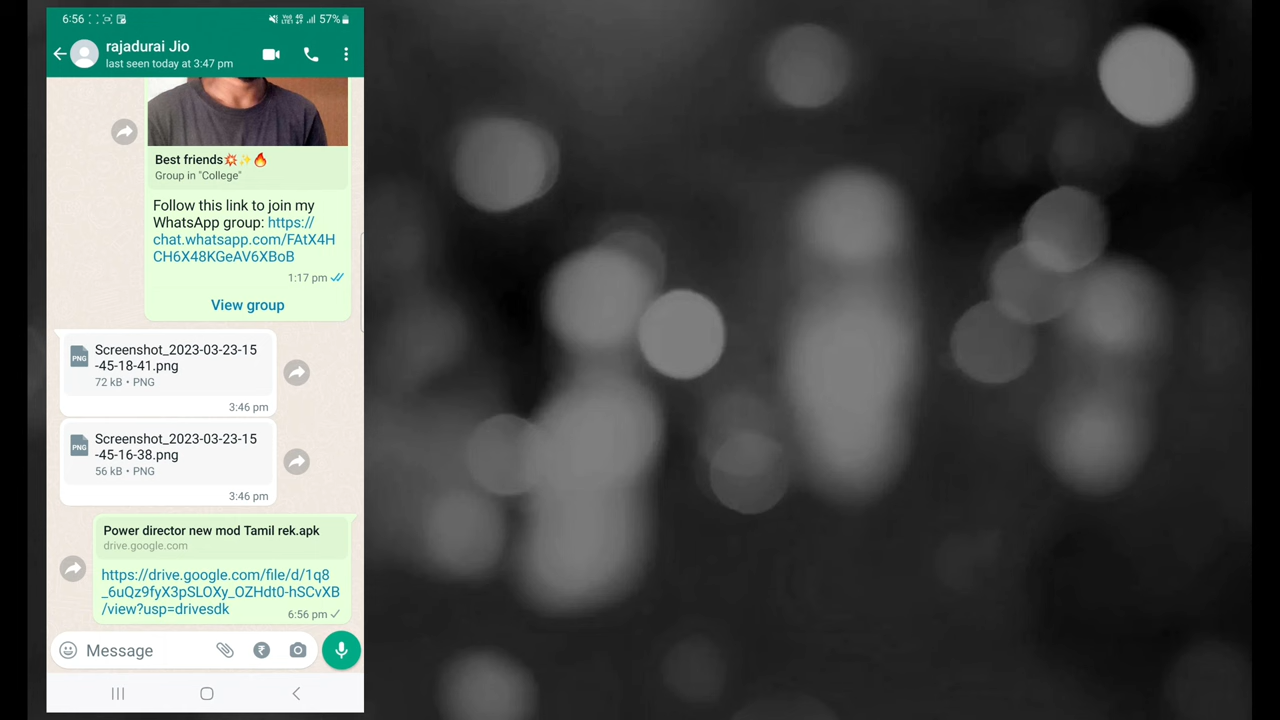 6:56
57%
rajadurai Jio
last seen today at 3:47 pm
Best friends💥✨🔥
Group in "College"
Follow this link to join my
WhatsApp group: https://
chat.whatsapp.com/FAtX4H
CH6X48KGeAV6XBoB
1:17 pm
View group
PNG
Screenshot_2023-03-23-15
-45-18-41.png
72 kB • PNG
3:46 pm
PNG
Screenshot_2023-03-23-15
-45-16-38.png
56 kB • PNG
3:46 pm
Power director new mod Tamil rek.apk
drive.google.com
https://drive.google.com/file/d/1q8
_6uQz9fyX3pSLOXy_OZHdt0-hSCvXB
/view?usp=drivesdk
6:56 pm
Message